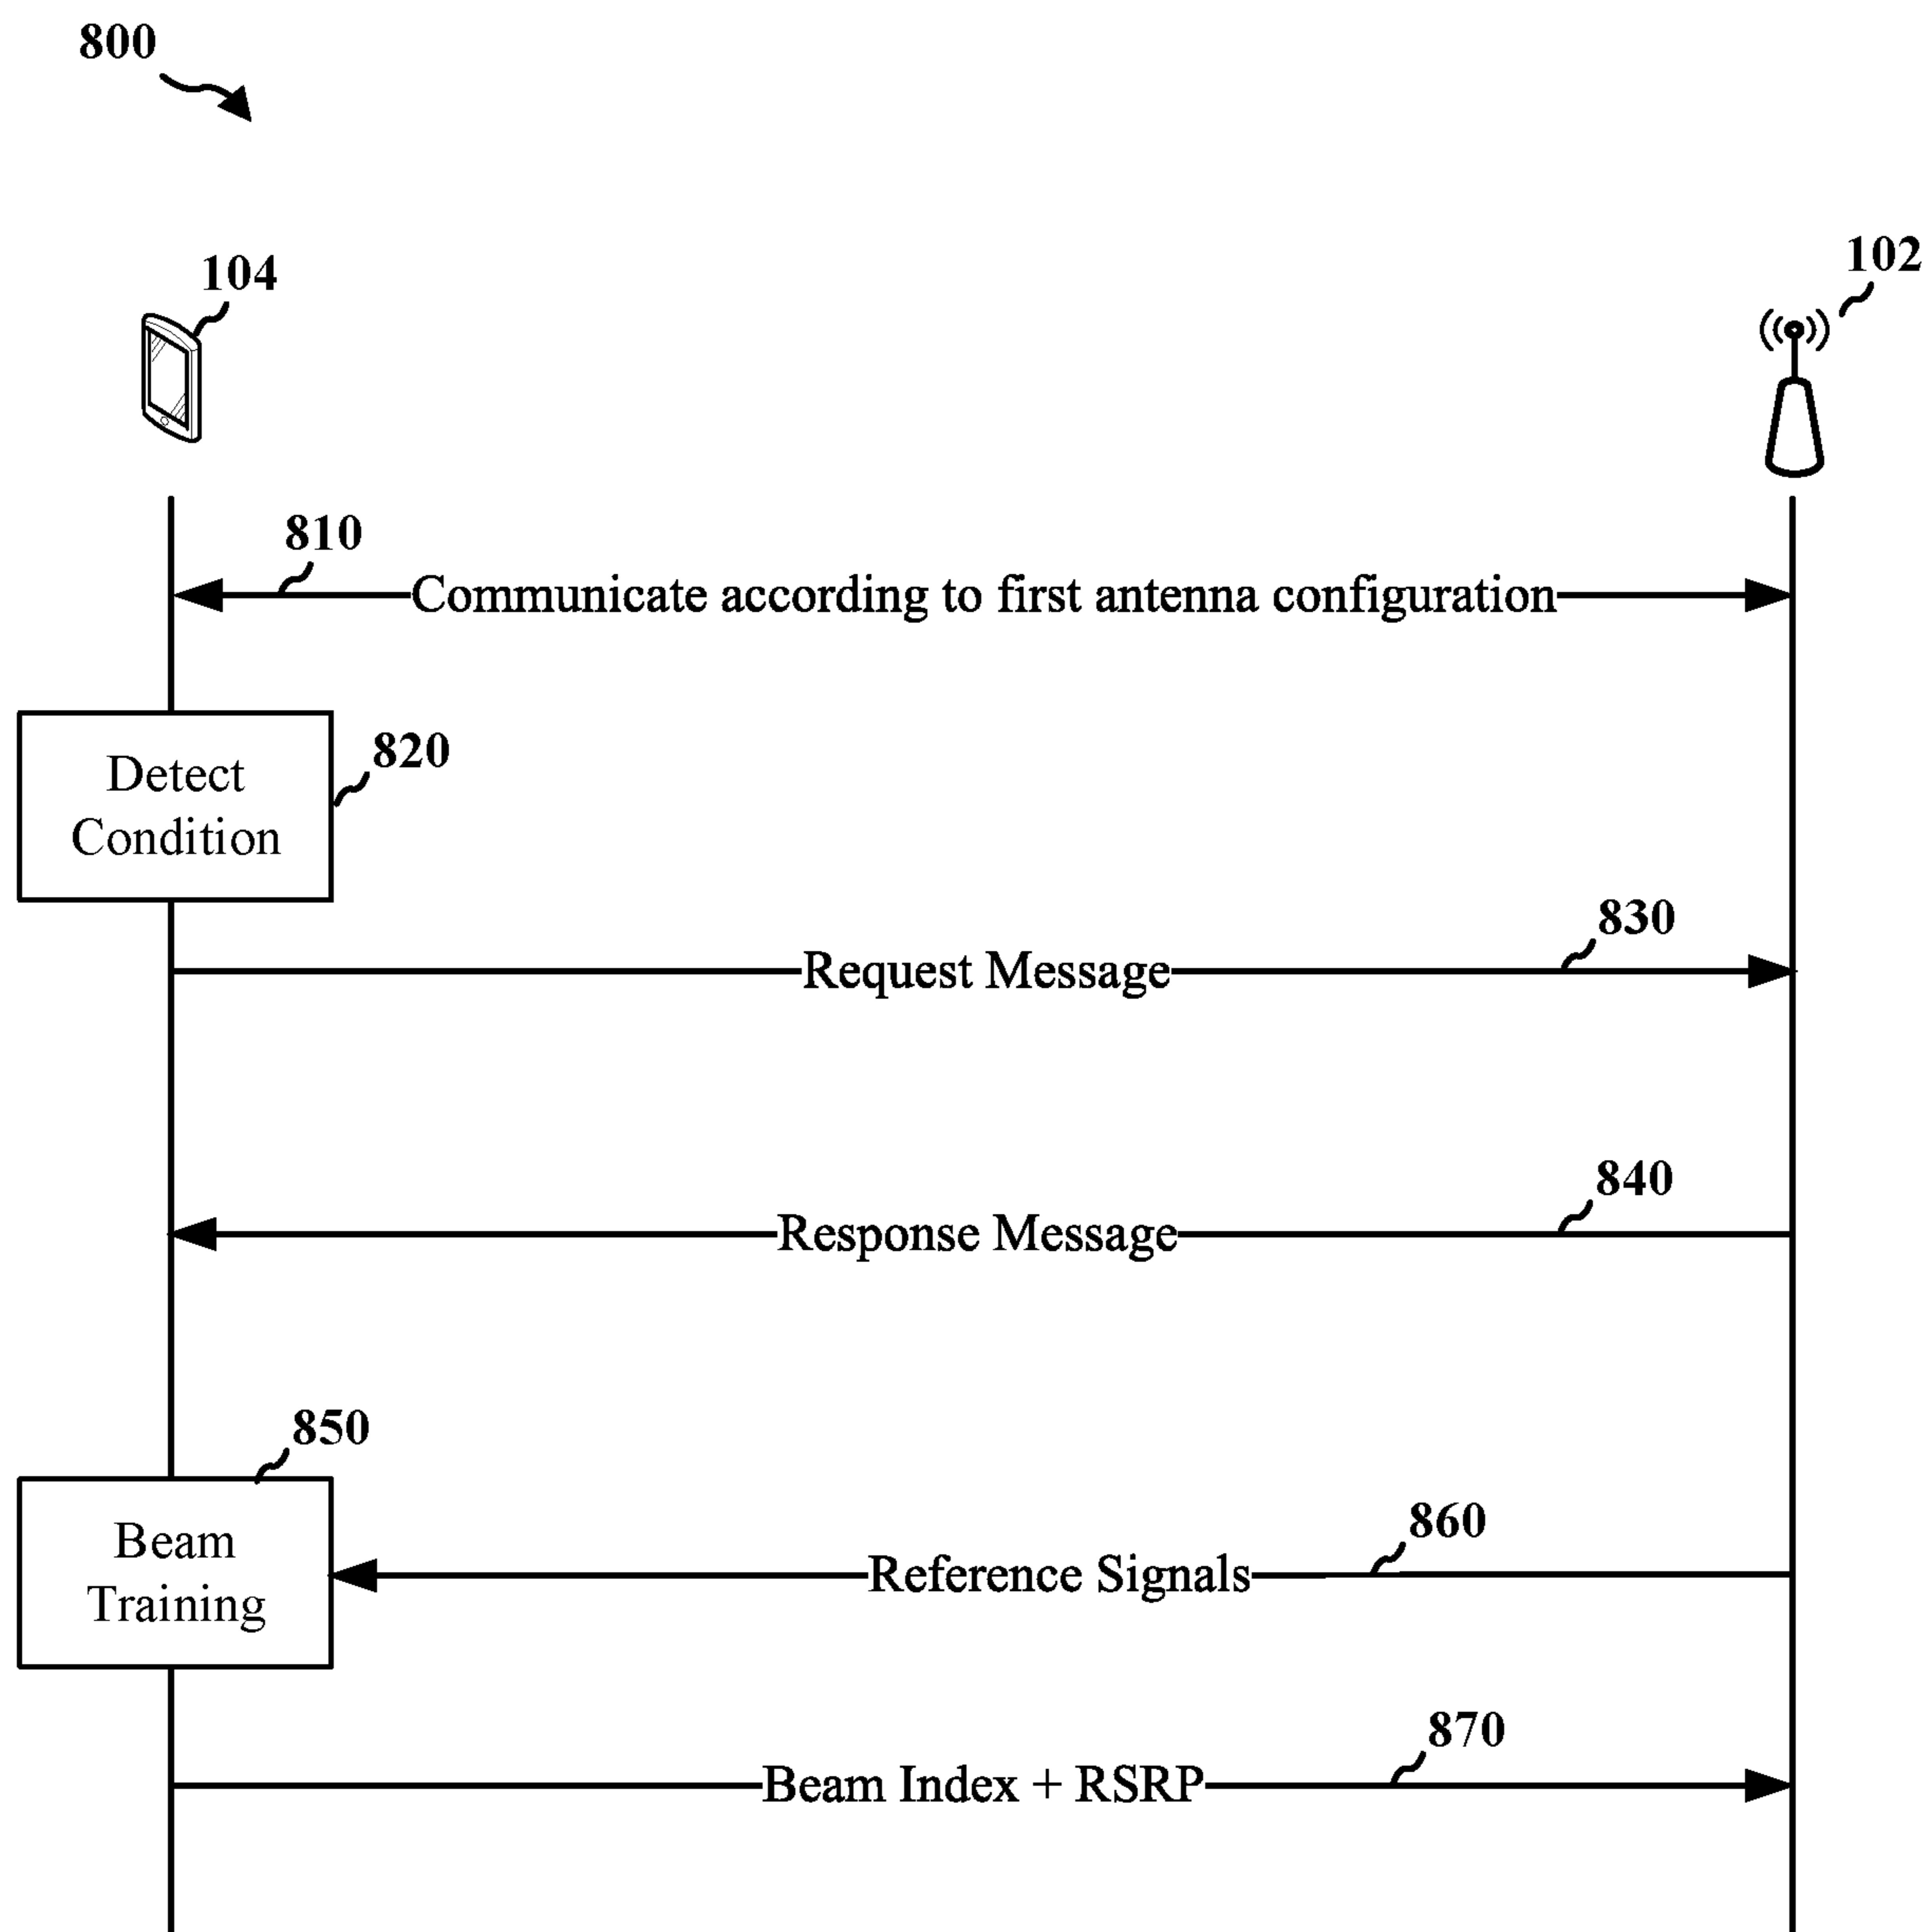 800
104
102
810
Communicate according to first antenna configuration
820
Detect
Condition
830
Request Message
840
Response Message
850
Beam
Training
860
Reference Signals
870
Beam Index + RSRP